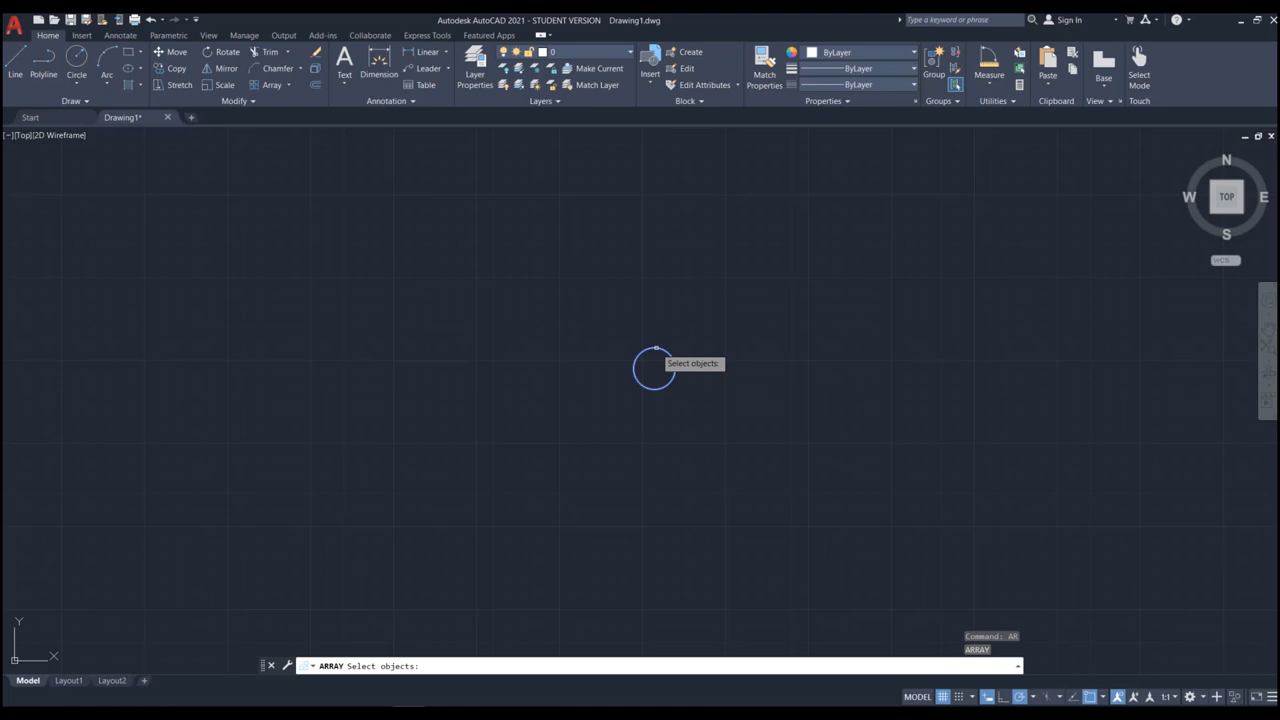 Autodesk AutoCAD 2021 - STUDENT VERSION Drawing1.dwg
Type a keyword or phrase
Sign In
Home Insert Annotate Parametric View Manage Output Add-ins Collaborate Express Tools Featured Apps
Line Polyline Circle Arc
Move Rotate Trim
Copy Mirror Chamfer
Stretch Scale Array
Text Dimension
Linear
Leader
Table
Layer Properties
0
Make Current
Match Layer
Insert
Create
Edit
Edit Attributes
Match Properties
ByLayer
ByLayer
ByLayer
Group
Measure
Paste
Base
Select Mode
Draw Modify Annotation Layers Block Properties Groups Utilities Clipboard View Touch
Start Drawing1*
[−][Top][2D Wireframe]
N
W TOP E
S
WCS
Select objects:
Y
X
Command: AR
ARRAY
ARRAY Select objects:
Model Layout1 Layout2
MODEL 1:1